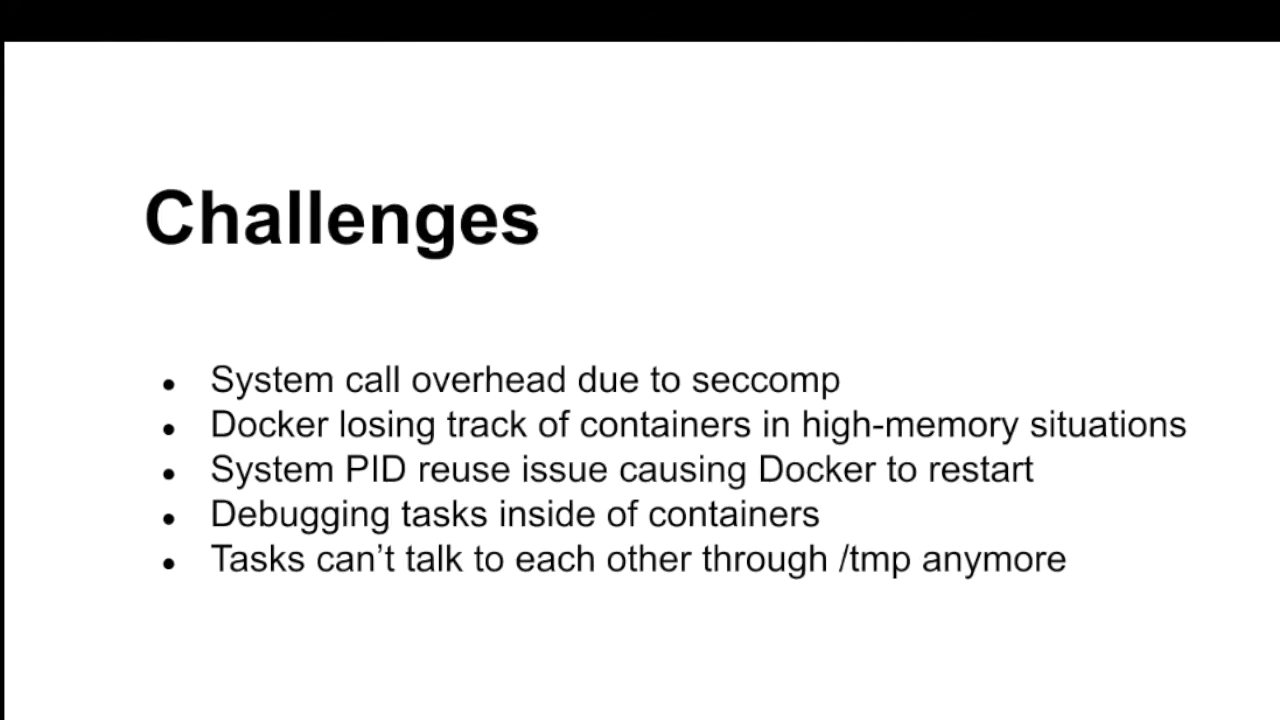 Challenges
• System call overhead due to seccomp
• Docker losing track of containers in high-memory situations
• System PID reuse issue causing Docker to restart
• Debugging tasks inside of containers
• Tasks can’t talk to each other through /tmp anymore